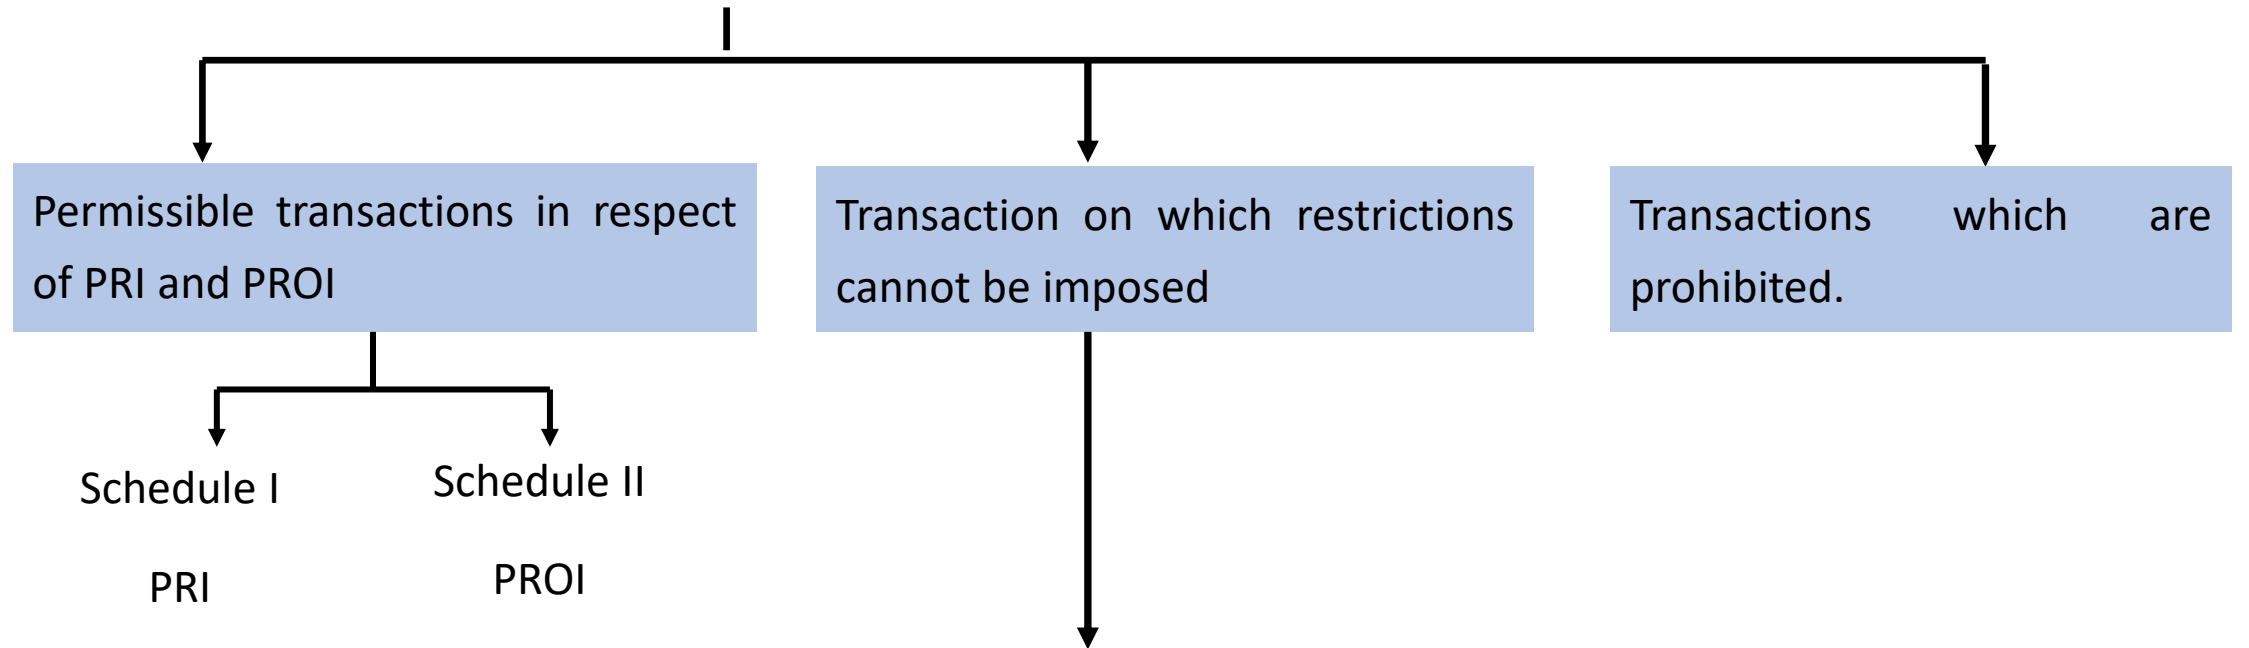 Permissible transactions in respect
of PRI and PROI
Transaction on which restrictions
cannot be imposed
Transactions which are
prohibited.
Schedule I
PRI
Schedule II
PROI